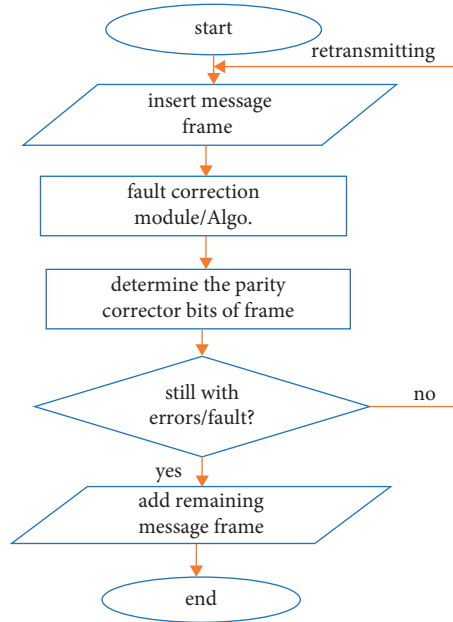 start
retransmitting
insert message
frame
fault correction
module/Algo.
determine the parity
corrector bits of frame
still with
errors/fault?
no
yes
add remaining
message frame
end